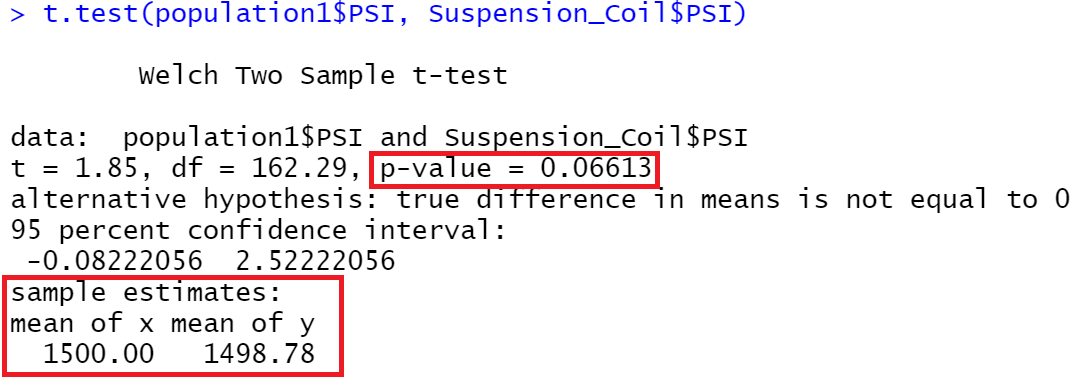 > t.test(population1$PSI, Suspension_Coil$PSI)
Welch Two Sample t-test
data:  population1$PSI and Suspension_Coil$PSI
t = 1.85, df = 162.29, p-value = 0.06613
alternative hypothesis: true difference in means is not equal to 0
95 percent confidence interval:
-0.08222056  2.52222056
sample estimates:
mean of x mean of y
1500.00   1498.78